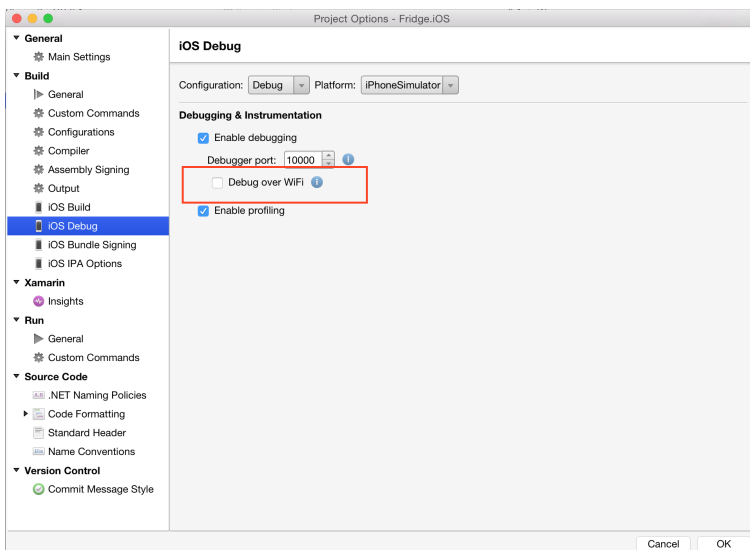 Project Options - Fridge.iOS
General
Main Settings
Build
General
Custom Commands
Configurations
Compiler
Assembly Signing
Output
iOS Build
iOS Debug
iOS Bundle Signing
iOS IPA Options
Xamarin
Insights
Run
General
Custom Commands
Source Code
.NET Naming Policies
Code Formatting
Standard Header
Name Conventions
Version Control
Commit Message Style
iOS Debug
Configuration: Debug Platform: iPhoneSimulator
Debugging & Instrumentation
Enable debugging
Debugger port: 10000
Debug over WiFi
Enable profiling
Cancel OK